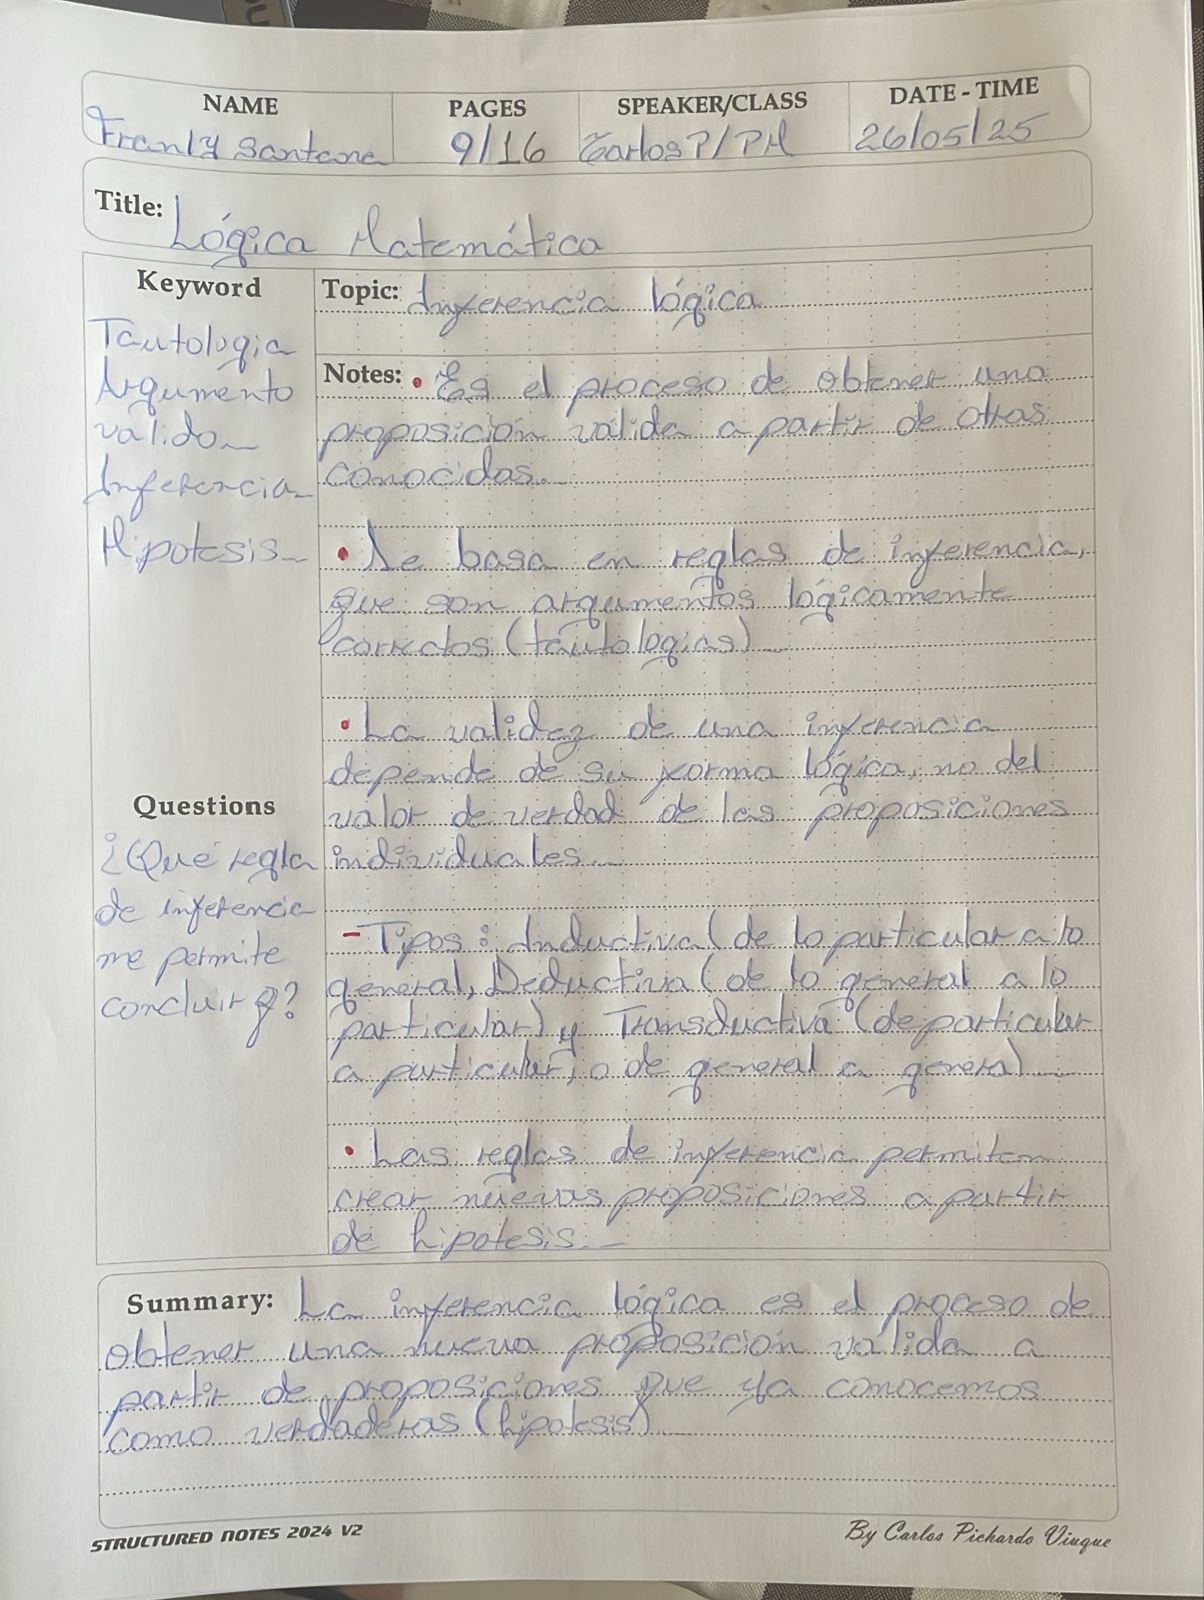 NAME PAGES SPEAKER/CLASS DATE - TIME
Franly Santana 9/16 Carlos P/PM 26/05/25
Title: Lógica Matemática
Keyword
Tautologia
Argumento
valido
Inferencia
Hipotesis
Questions
¿Qué regla
de inferencia
me permite
concluir q?
Topic: Inferencia lógica
Notes: • Es el proceso de obtener una
proposición valida a partir de otras
conocidas.
• Se basa en reglas de inferencia,
que son argumentos lógicamente
correctos (tautologias)
• La validez de una inferencia
depende de su forma lógica, no del
valor de verdad de las proposiciones
individuales.
- Tipos: Inductiva (de lo particular a lo
general, Deductiva (de lo general a lo
particular) y Transductiva (de particular
a particular, o de general a general)
• Las reglas de inferencia permiten
crear nuevas proposiciones a partir
de hipotesis.
Summary: La inferencia lógica es el proceso de
obtener una nueva proposición válida a
partir de proposiciones que ya conocemos
como verdaderas (hipotesis)
STRUCTURED NOTES 2024 V2 By Carlos Pichardo Viuque